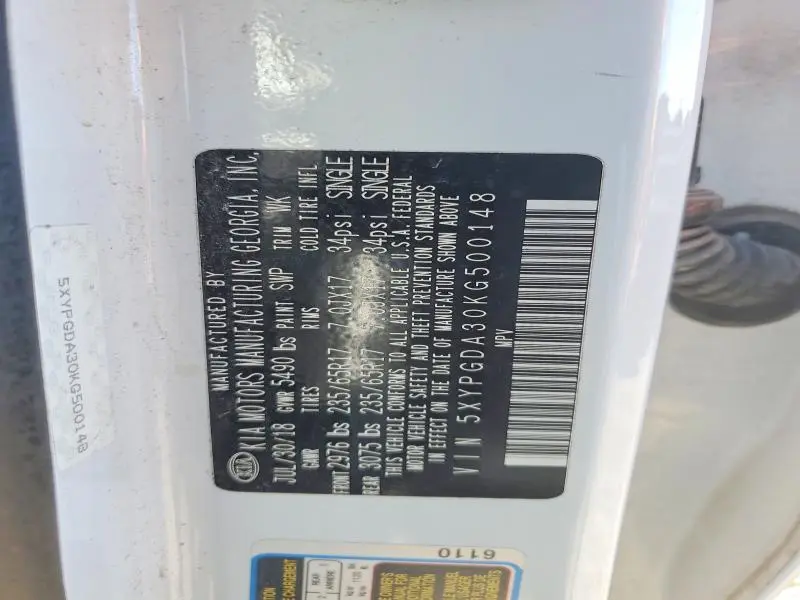 MANUFACTURED BY
KIA KIA MOTORS MANUFACTURING GEORGIA, INC.
JUL/30/18 GVWR 5490 lbs PAINT SWP TRIM WK
GAWR TIRES RIMS COLD TIRE INFL
FRONT 2976 lbs 235/65R17 7.0JX17 34psi SINGLE
REAR 3075 lbs 235/65R17 34psi SINGLE
THIS VEHICLE CONFORMS TO ALL APPLICABLE U.S.A. FEDERAL
MOTOR VEHICLE SAFETY AND THEFT PREVENTION STANDARDS
IN EFFECT ON THE DATE OF MANUFACTURE SHOWN ABOVE
VIN 5XYPGDA30KG500148
MPV
5XYPGDA30KG500148
6110
REAR
ARRIERE